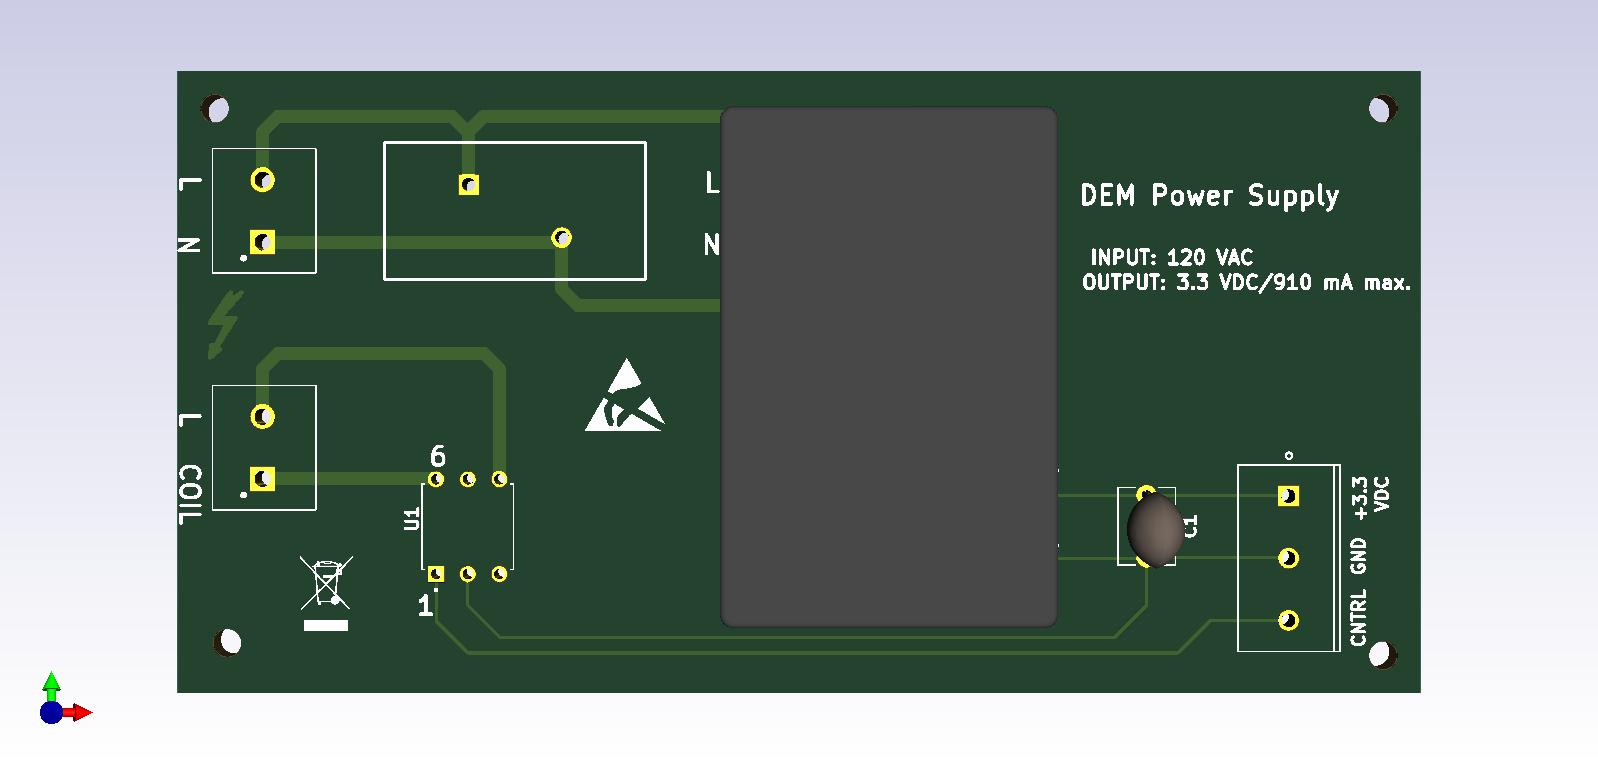 L
N
L
N
DEM Power Supply
INPUT: 120 VAC
OUTPUT: 3.3 VDC/910 mA max.
L
COIL
6
U1
1
C1
+3.3
VDC
GND
CNTRL